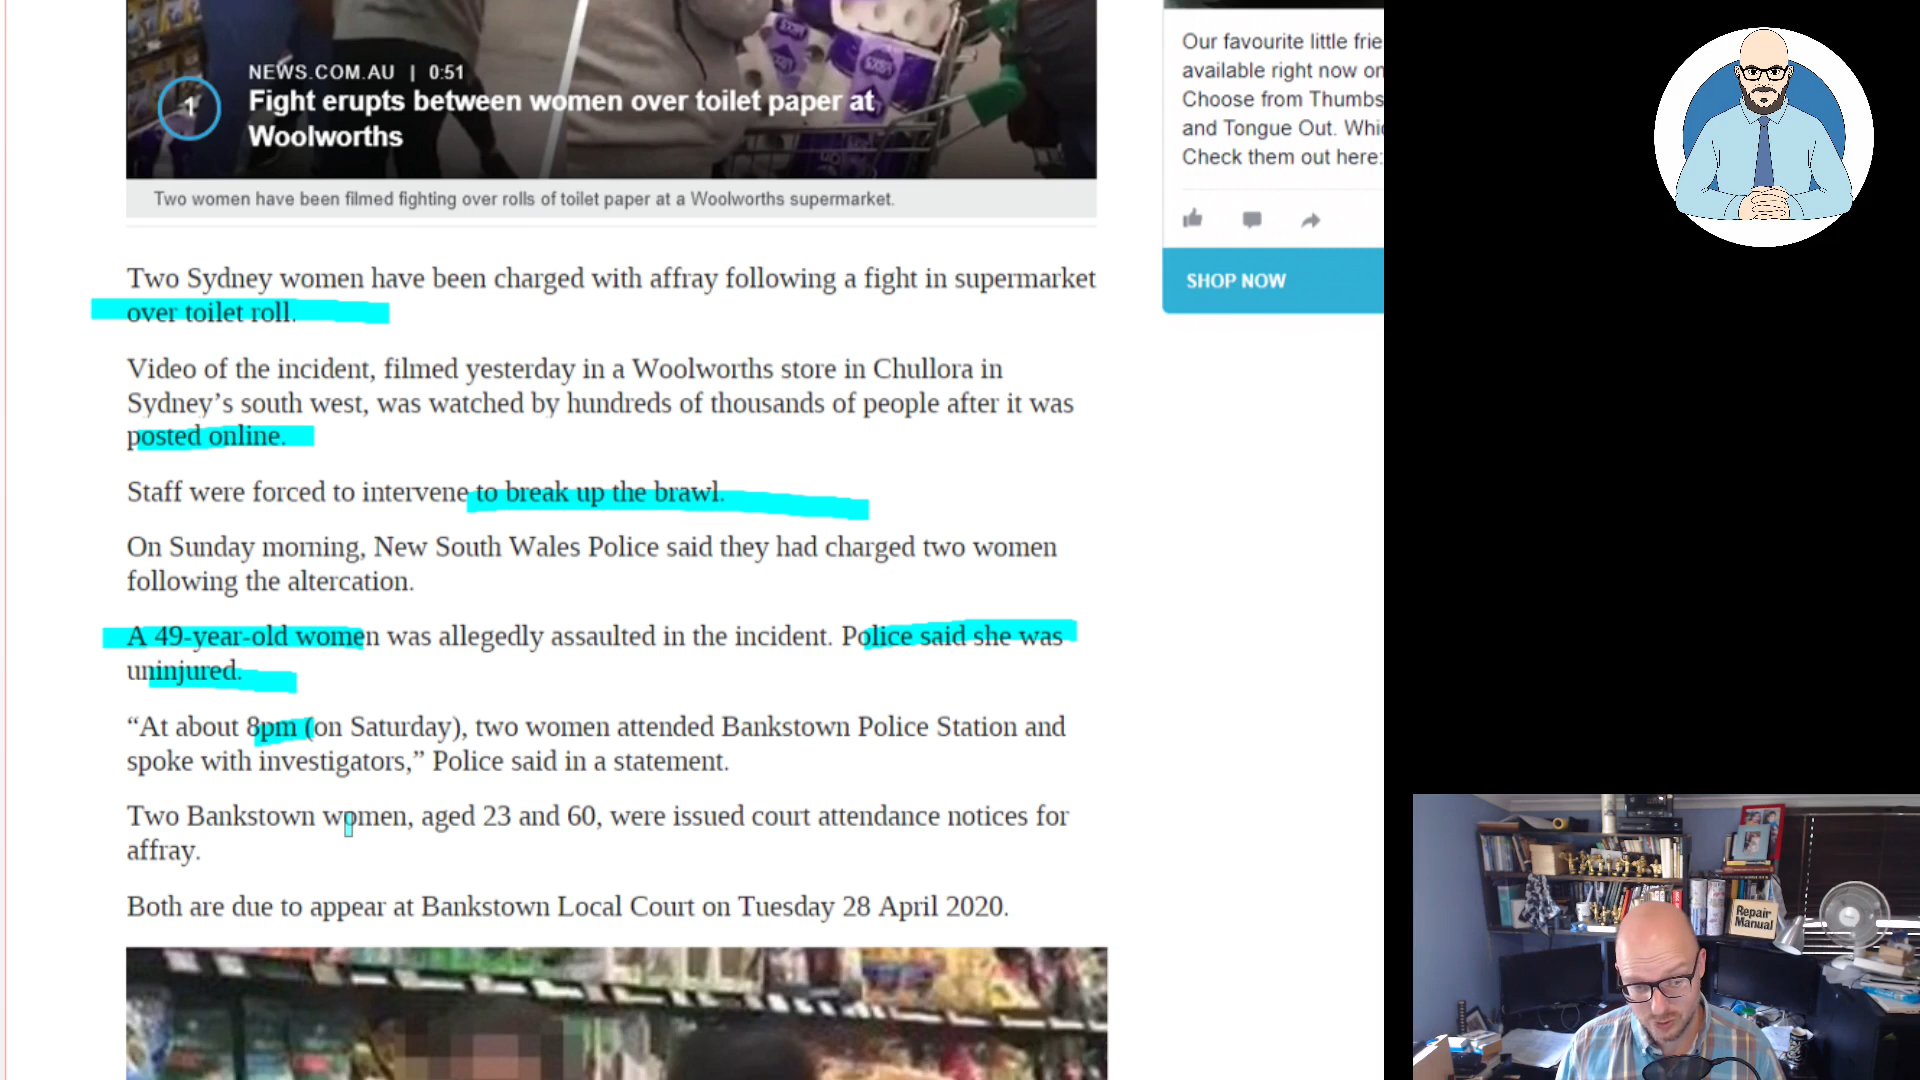 NEWS.COM.AU | 0:51
1
Fight erupts between women over toilet paper at
Woolworths
Two women have been filmed fighting over rolls of toilet paper at a Woolworths supermarket.
Two Sydney women have been charged with affray following a fight in supermarket
over toilet roll.
Video of the incident, filmed yesterday in a Woolworths store in Chullora in
Sydney’s south west, was watched by hundreds of thousands of people after it was
posted online.
Staff were forced to intervene to break up the brawl.
On Sunday morning, New South Wales Police said they had charged two women
following the altercation.
A 49-year-old women was allegedly assaulted in the incident. Police said she was
uninjured.
“At about 8pm (on Saturday), two women attended Bankstown Police Station and
spoke with investigators,” Police said in a statement.
Two Bankstown women, aged 23 and 60, were issued court attendance notices for
affray.
Both are due to appear at Bankstown Local Court on Tuesday 28 April 2020.
Our favourite little frie
available right now on
Choose from Thumbs
and Tongue Out. Whic
Check them out here:
SHOP NOW
Repair
Manual